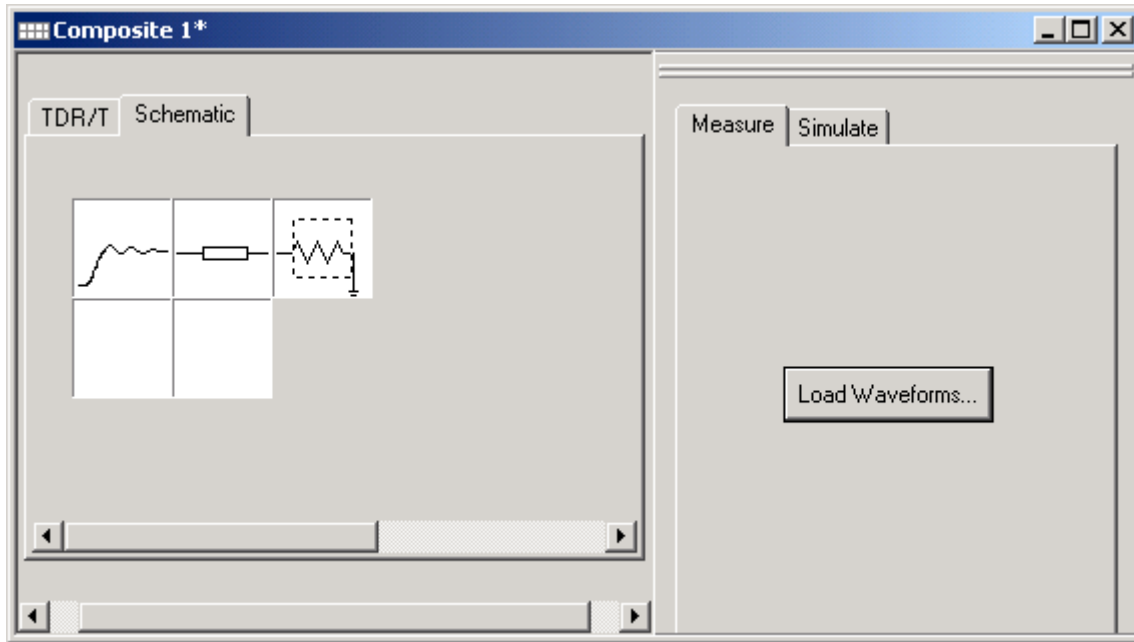 Composite 1*
TDR/T
Schematic
Measure
Simulate
Load Waveforms...